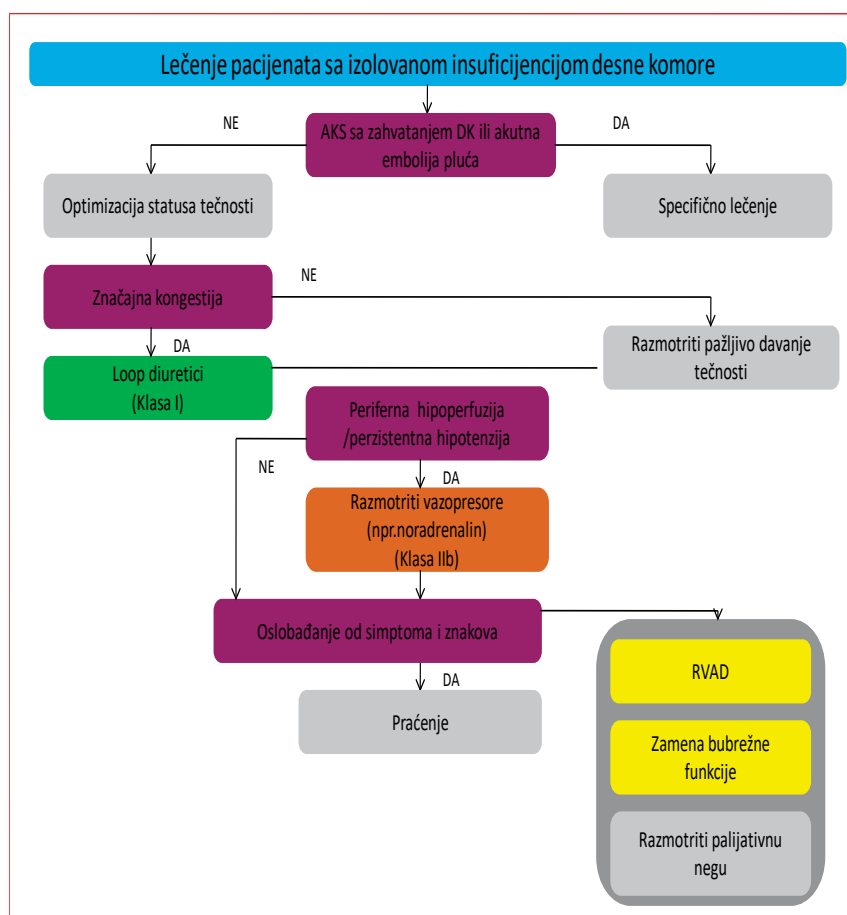 Lečenje pacijenata sa izolovanom insuficijencijom desne komore
NE
AKS sa zahvatanjem DK ili akutna
embolija pluća
DA
Optimizacija statusa tečnosti
Specifično lečenje
Značajna kongestija
NE
DA
Razmotriti pažljivo davanje
tečnosti
Loop diuretici
(Klasa I)
Periferna hipoperfuzija
/perzistentna hipotenzija
NE
DA
Razmotriti vazopresore
(npr.noradrenalin)
(Klasa IIb)
Oslobađanje od simptoma i znakova
DA
Praćenje
RVAD
Zamena bubrežne
funkcije
Razmotriti palijativnu
negu